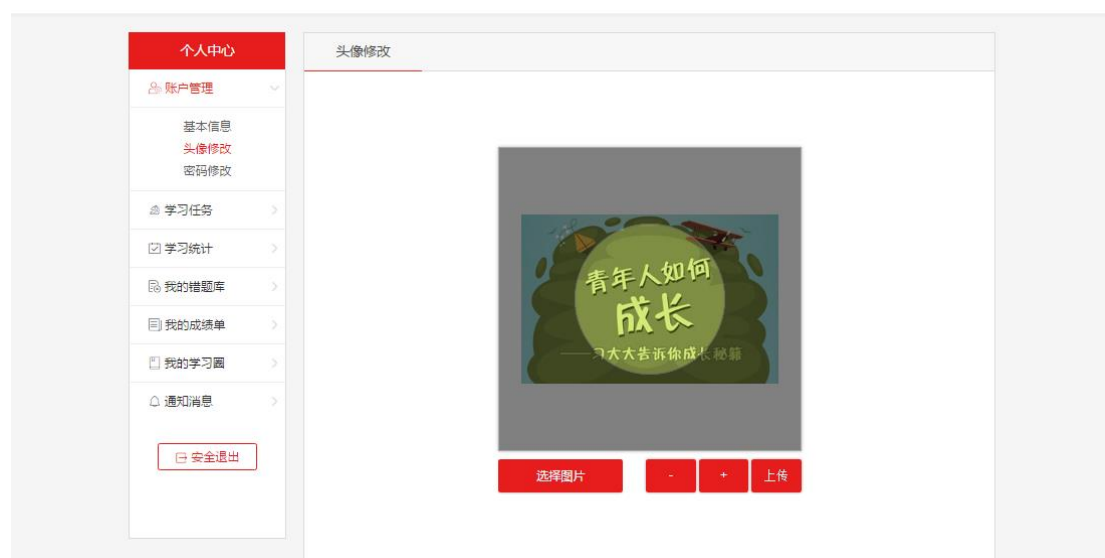 个人中心
头像修改
账户管理
基本信息
头像修改
密码修改
学习任务
学习统计
我的错题库
我的成绩单
我的学习圈
通知消息
安全退出
青年人如何
成长
——习大大告诉你成长秘籍
选择图片
-
+
上传